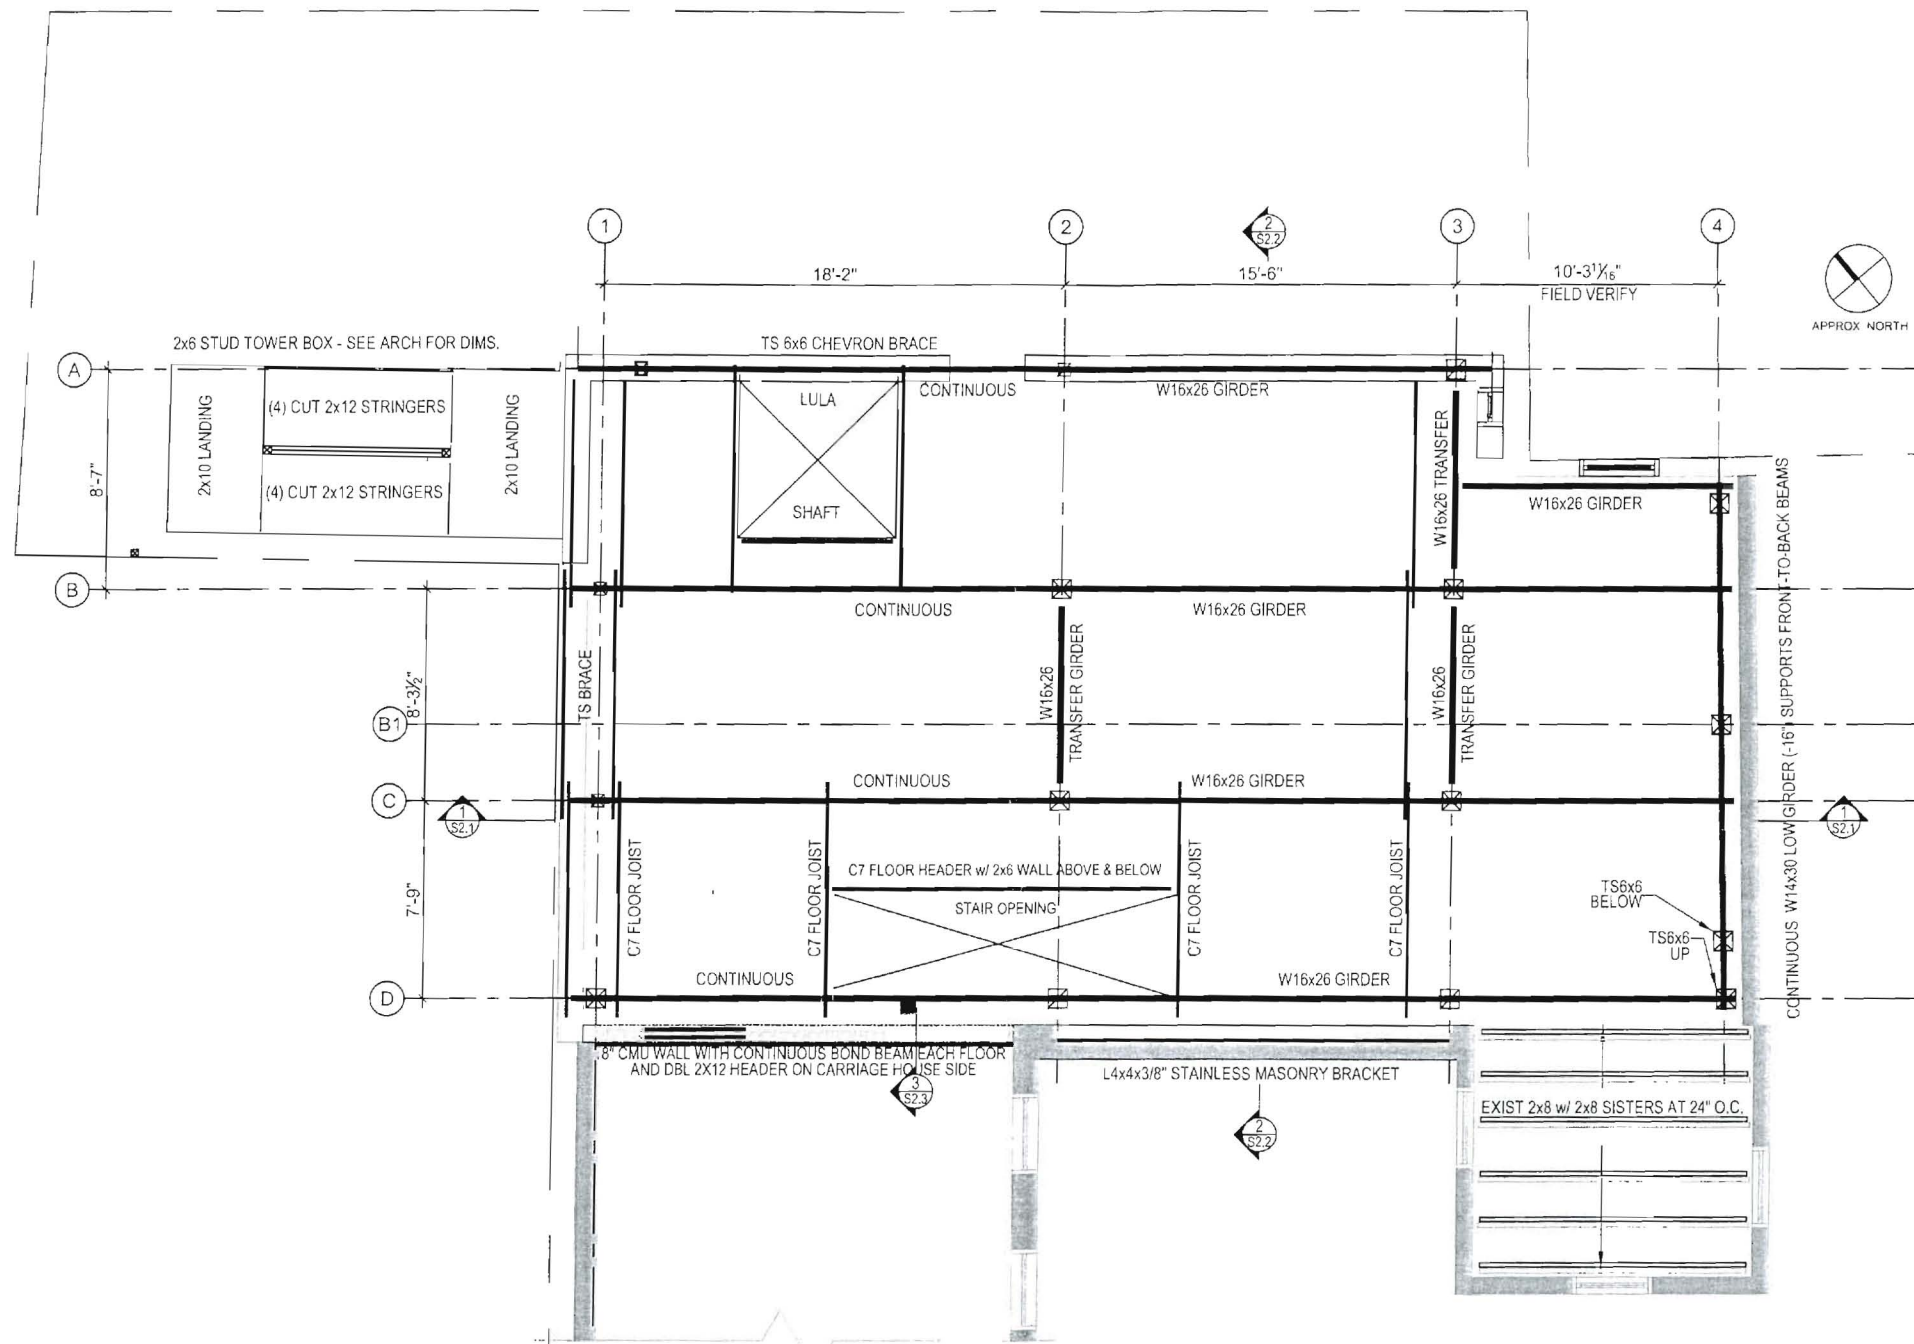 1
2
3
4
2
S2.2
18'-2"
15'-6"
10'-3 1/16"
FIELD VERIFY
APPROX NORTH
2x6 STUD TOWER BOX - SEE ARCH FOR DIMS.
TS 6x6 CHEVRON BRACE
A
CONTINUOUS
W16x26 GIRDER
2x10 LANDING
(4) CUT 2x12 STRINGERS
(4) CUT 2x12 STRINGERS
2x10 LANDING
LULA
SHAFT
8'-7"
W16x26 TRANSFER
W16x26 GIRDER
B
CONTINUOUS
W16x26 GIRDER
8'-3½"
TS BRACE
W16x26
TRANSFER GIRDER
W16x26
TRANSFER GIRDER
CONTINUOUS W14x30 LOW GIRDER (-16") SUPPORTS FRONT-TO-BACK BEAMS
B1
CONTINUOUS
W16x26 GIRDER
C
1
S2.1
1
S2.1
7'-9"
C7 FLOOR JOIST
C7 FLOOR JOIST
C7 FLOOR HEADER w/ 2x6 WALL ABOVE & BELOW
STAIR OPENING
C7 FLOOR JOIST
C7 FLOOR JOIST
TS6x6
BELOW
TS6x6
UP
CONTINUOUS
W16x26 GIRDER
D
8" CMU WALL WITH CONTINUOUS BOND BEAM EACH FLOOR
AND DBL 2X12 HEADER ON CARRIAGE HOUSE SIDE
L4x4x3/8" STAINLESS MASONRY BRACKET
3
S2.3
2
S2.2
EXIST 2x8 w/ 2x8 SISTERS AT 24" O.C.